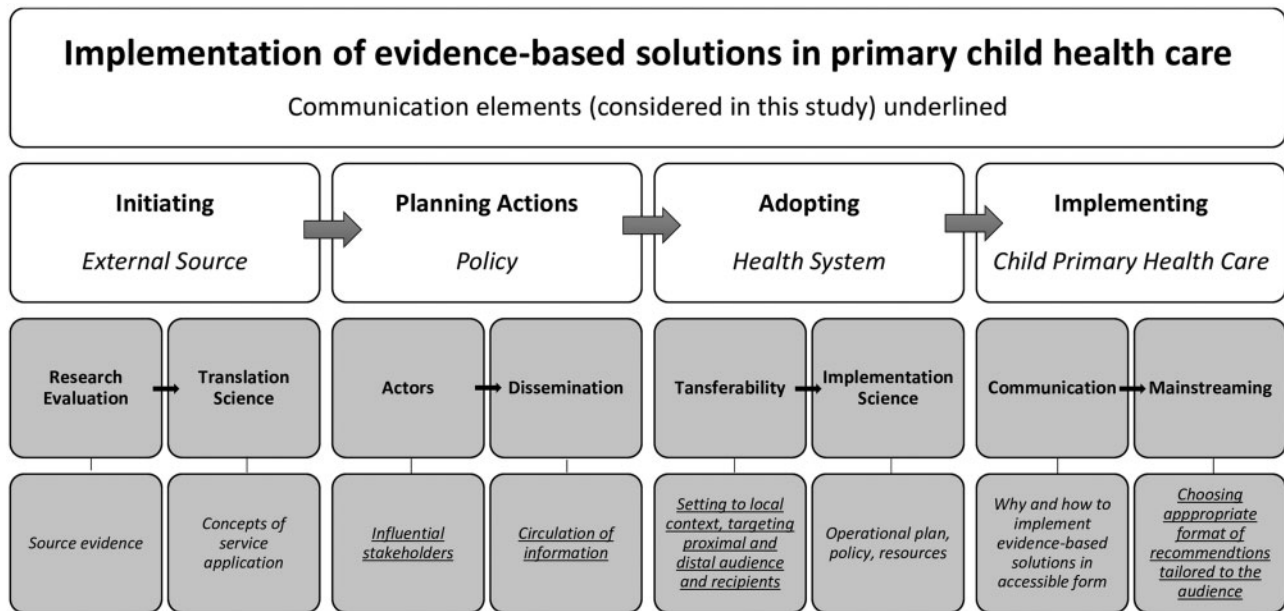 Implementation of evidence-based solutions in primary child health care
Communication elements (considered in this study) underlined
Initiating
External Source
Planning Actions
Policy
Adopting
Health System
Implementing
Child Primary Health Care
Research
Evaluation
Translation
Science
Actors
Dissemination
Tansferability
Implementation
Science
Communication
Mainstreaming
Source evidence
Concepts of
service
application
Influential
stakeholders
Circulation of
information
Setting to local
context, targeting
proximal and
distal audience
and recipients
Operational plan,
policy, resources
Why and how to
implement
evidence-based
solutions in
accessible form
Choosing
apppropriate
format of
recommendtions
tailored to the
audience